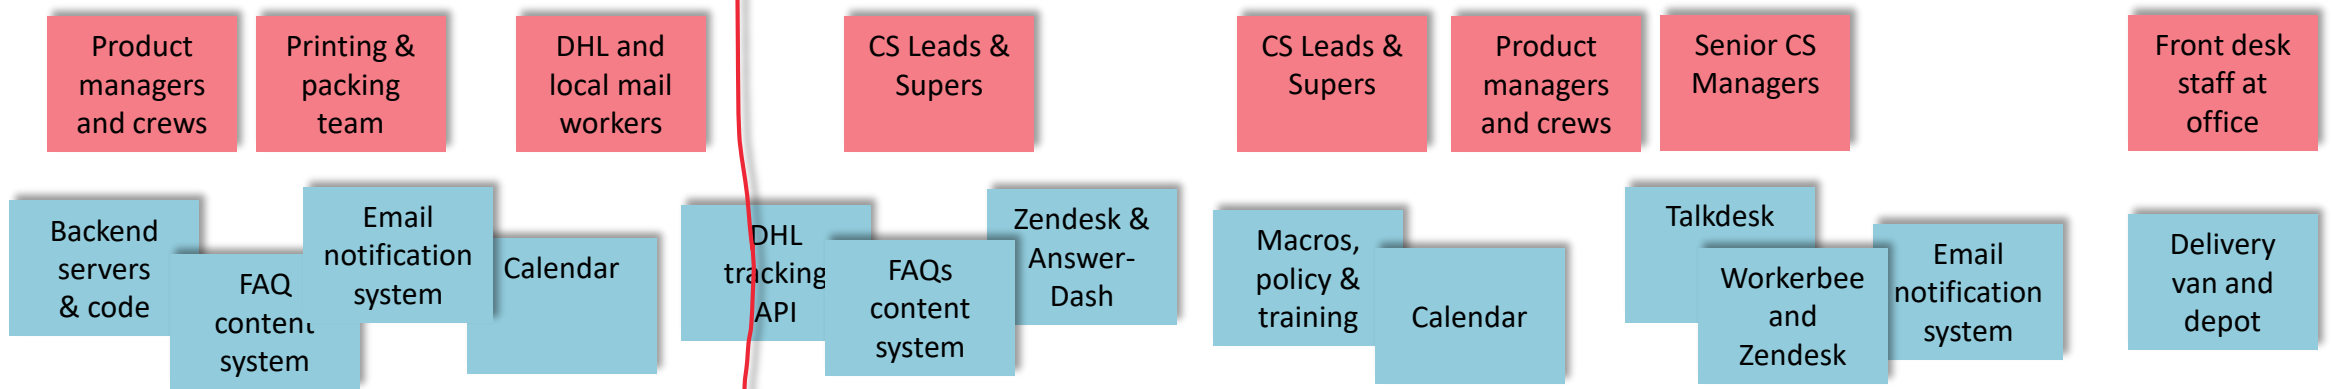 Product
managers
and crews
Printing &
packing
team
DHL and
local mail
workers
CS Leads &
Supers
CS Leads &
Supers
Product
managers
and crews
Senior CS
Managers
Front desk
staff at
office
Backend
servers
& code
FAQ
content
system
Email
notification
system
Calendar
DHL
tracking
API
FAQs
content
system
Zendesk &
Answer-
Dash
Macros,
policy &
training
Calendar
Talkdesk
Workerbee
and
Zendesk
Email
notification
system
Delivery
van and
depot